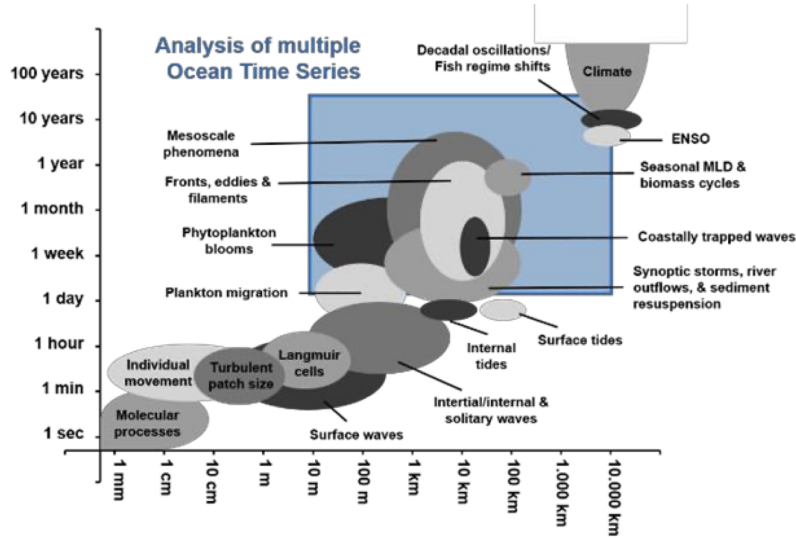 Analysis of multiple
Ocean Time Series
Decadal oscillations/
Fish regime shifts
Climate
100 years
10 years
1 year
1 month
1 week
1 day
1 hour
1 min
1 sec
Mesoscale
phenomena
ENSO
Seasonal MLD &
biomass cycles
Fronts, eddies &
filaments
Phytoplankton
blooms
Coastally trapped waves
Plankton migration
Synoptic storms, river
outflows, & sediment
resuspension
Surface tides
Internal
tides
Individual
movement
Turbulent
patch size
Langmuir
cells
Intertial/internal &
solitary waves
Molecular
processes
Surface waves
1 mm
1 cm
10 cm
1 m
10 m
100 m
1 km
10 km
100 km
1.000 km
10.000 km